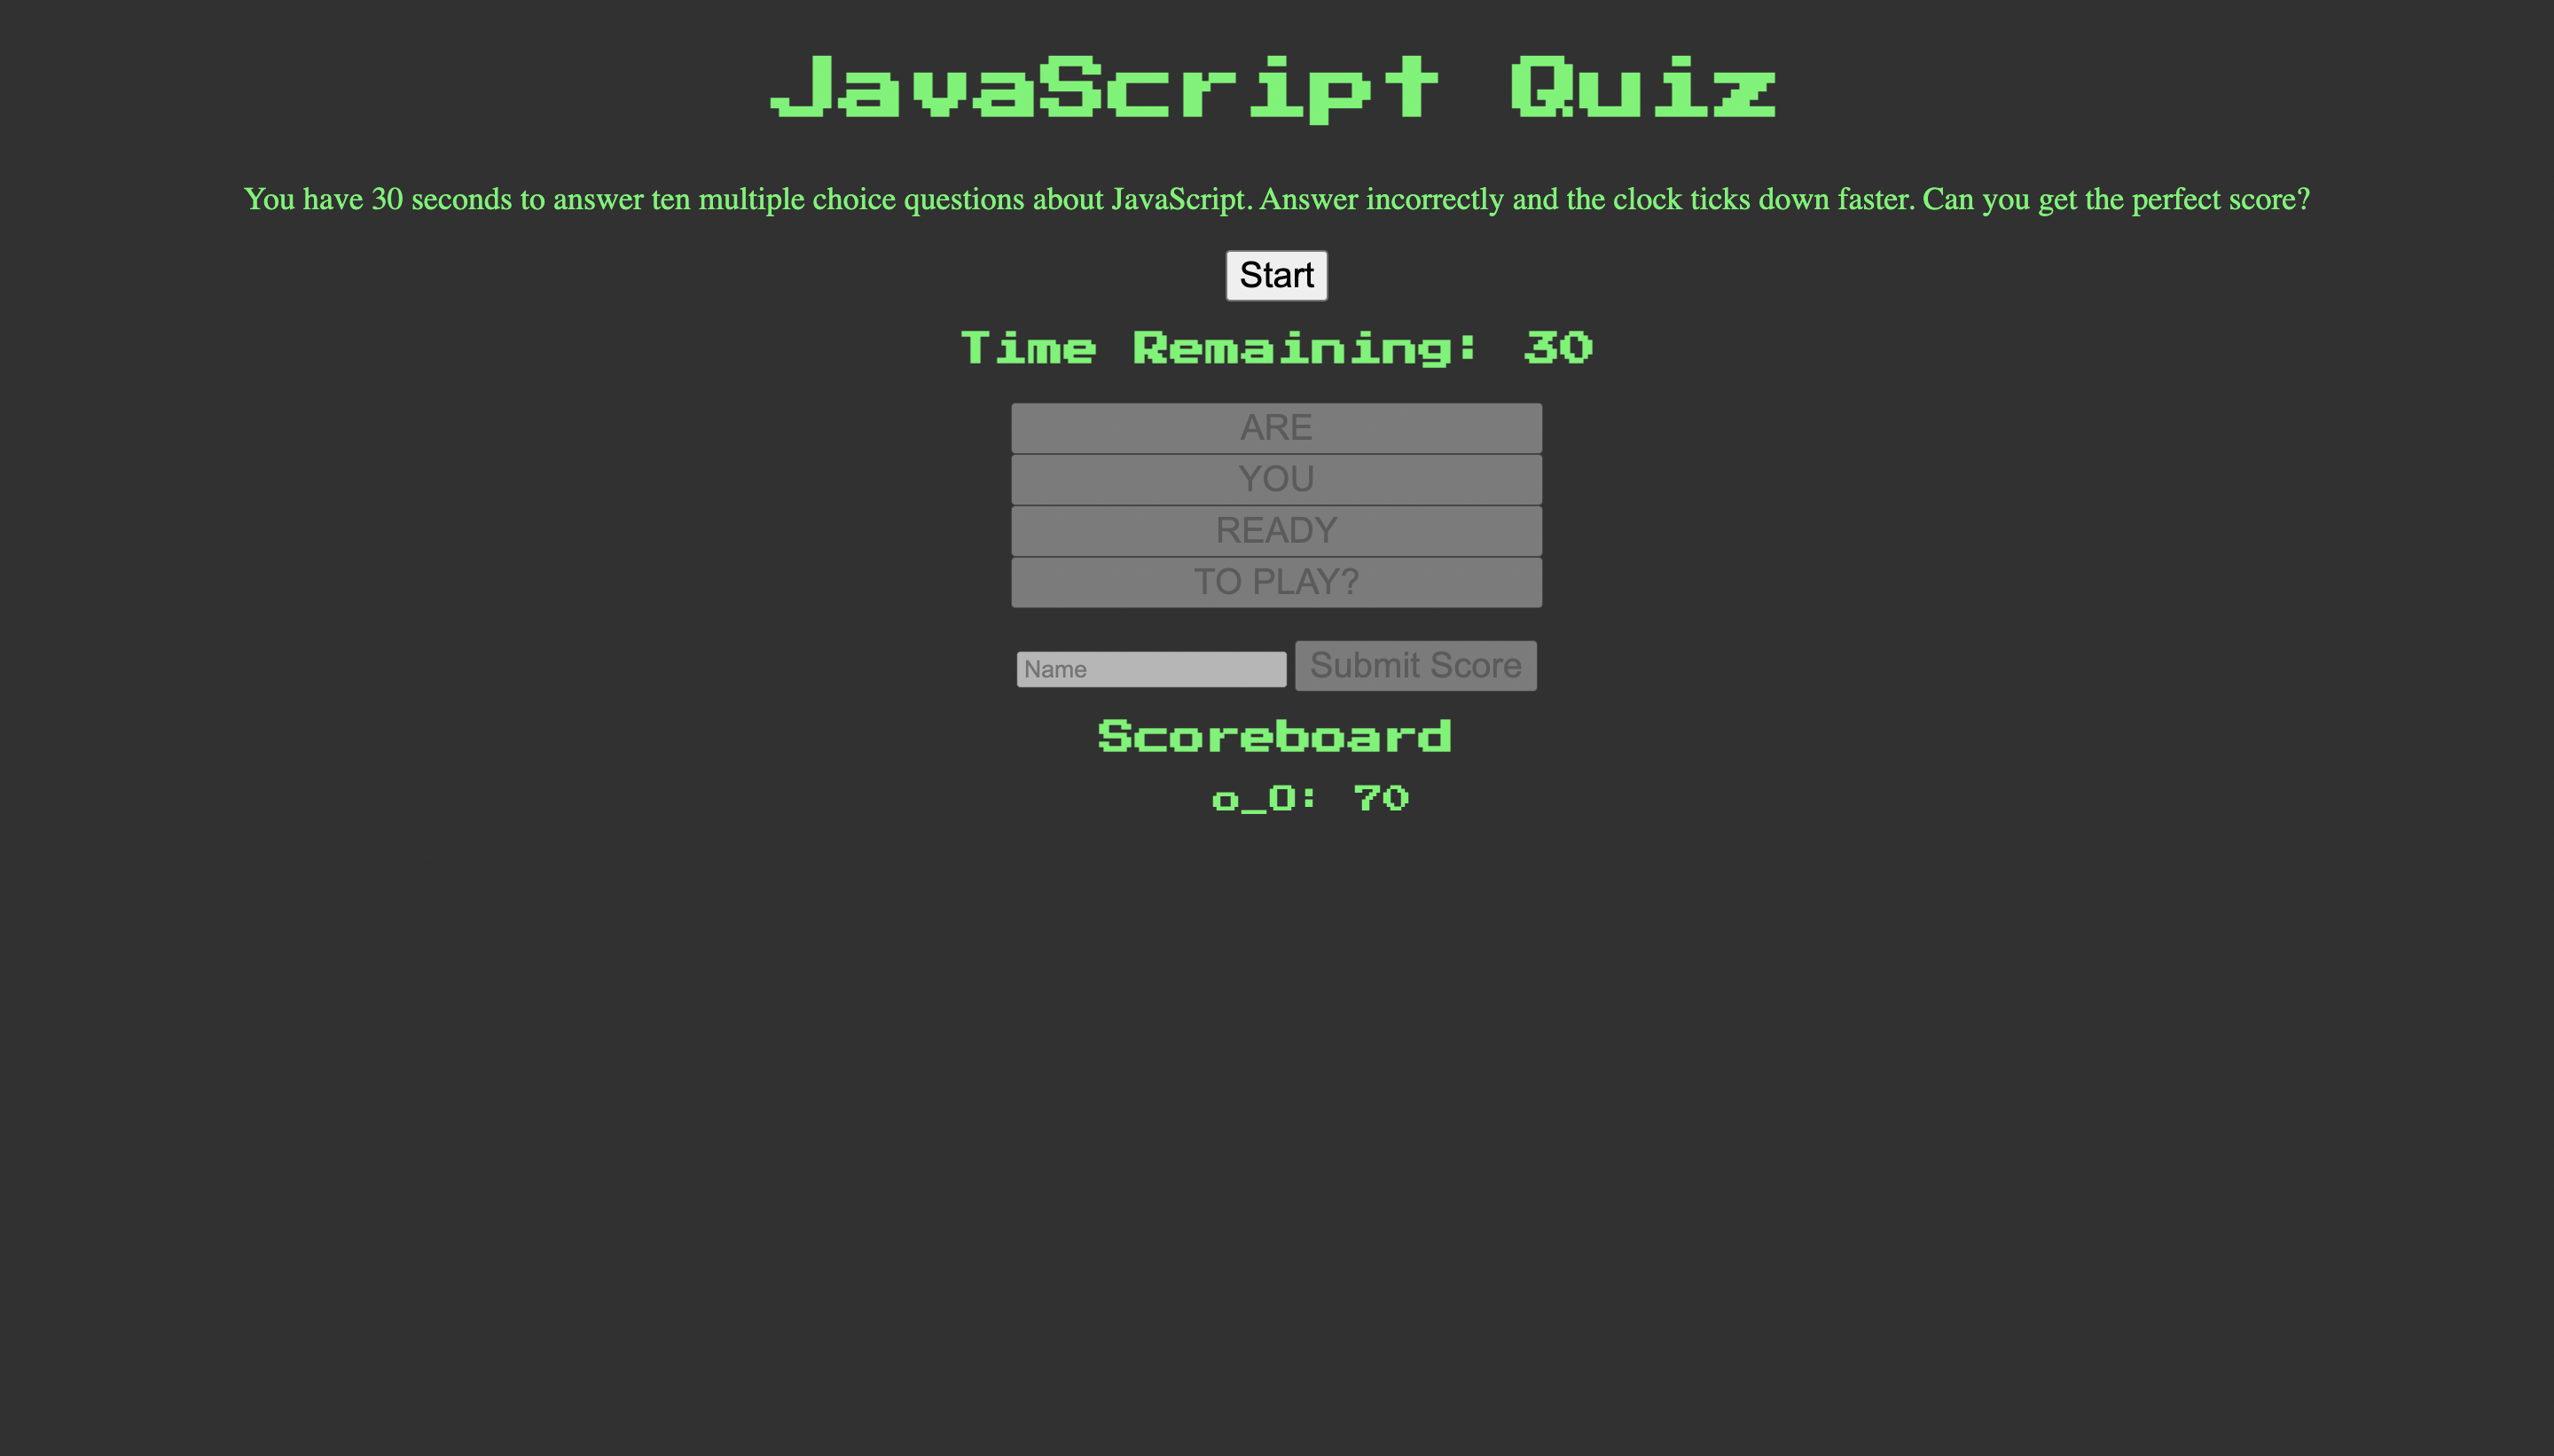 JavaScript Quiz
You have 30 seconds to answer ten multiple choice questions about JavaScript. Answer incorrectly and the clock ticks down faster. Can you get the perfect score?
Start
Time Remaining: 30
ARE
YOU
READY
TO PLAY?
Name
Submit Score
Scoreboard
o_O: 70